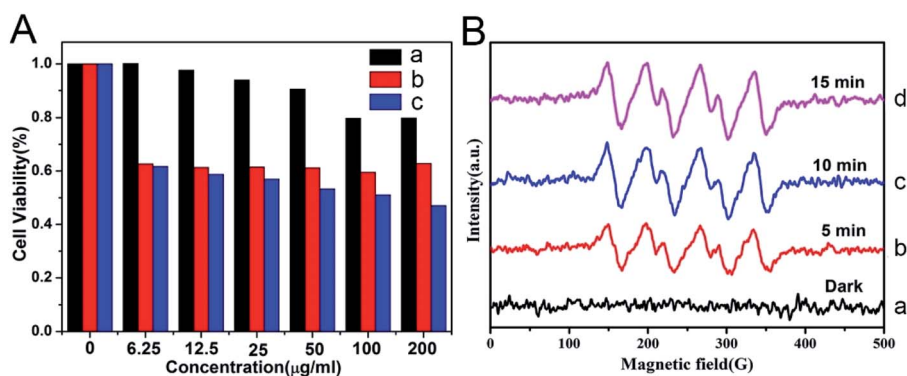 A
Cell Viability(%)
1.0
0.8
0.6
0.4
0.2
0.0
a
b
c
0 6.25 12.5 25 50 100 200
Concentration(μg/ml)
B
Intensity(a.u.)
15 min
d
10 min
c
5 min
b
Dark
a
0 100 200 300 400 500
Magnetic field(G)